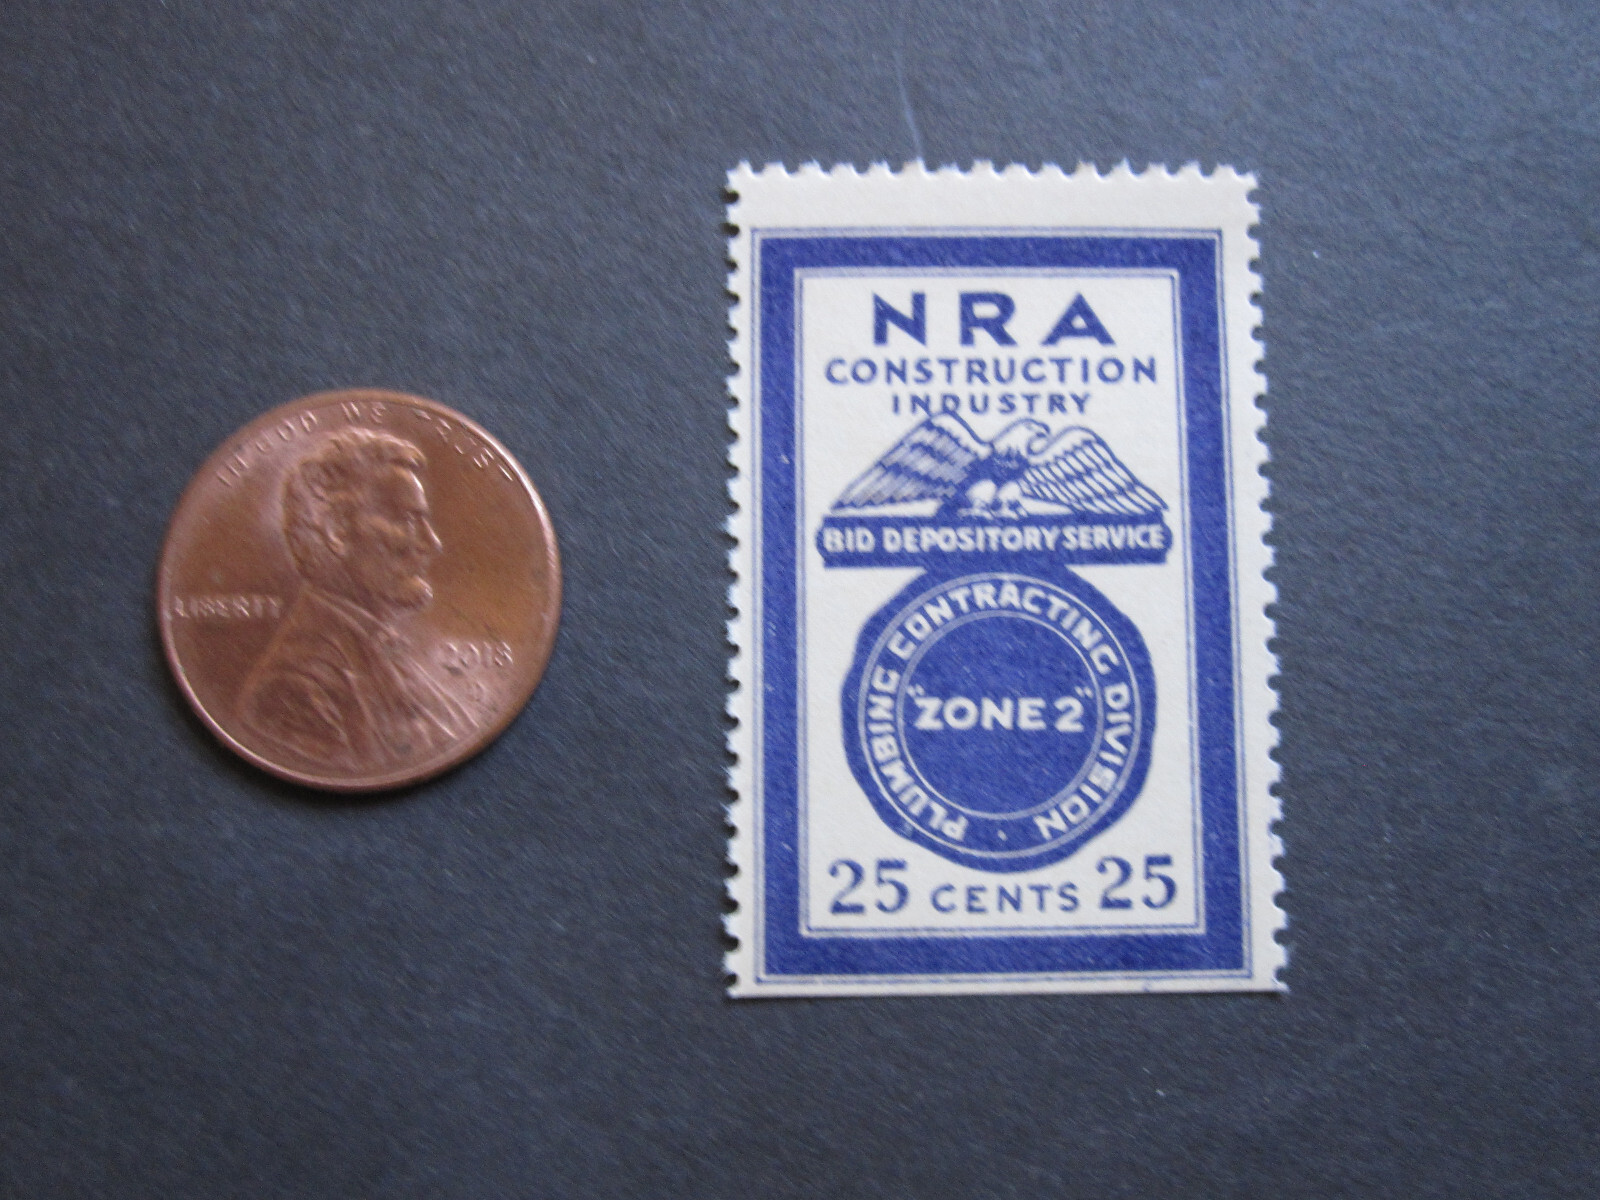 IN GOD WE TRUST
LIBERTY
2018
NRA
CONSTRUCTION
INDUSTRY
BID DEPOSITORY SERVICE
PLUMBING CONTRACTING DIVISION
"ZONE 2"
25 CENTS 25